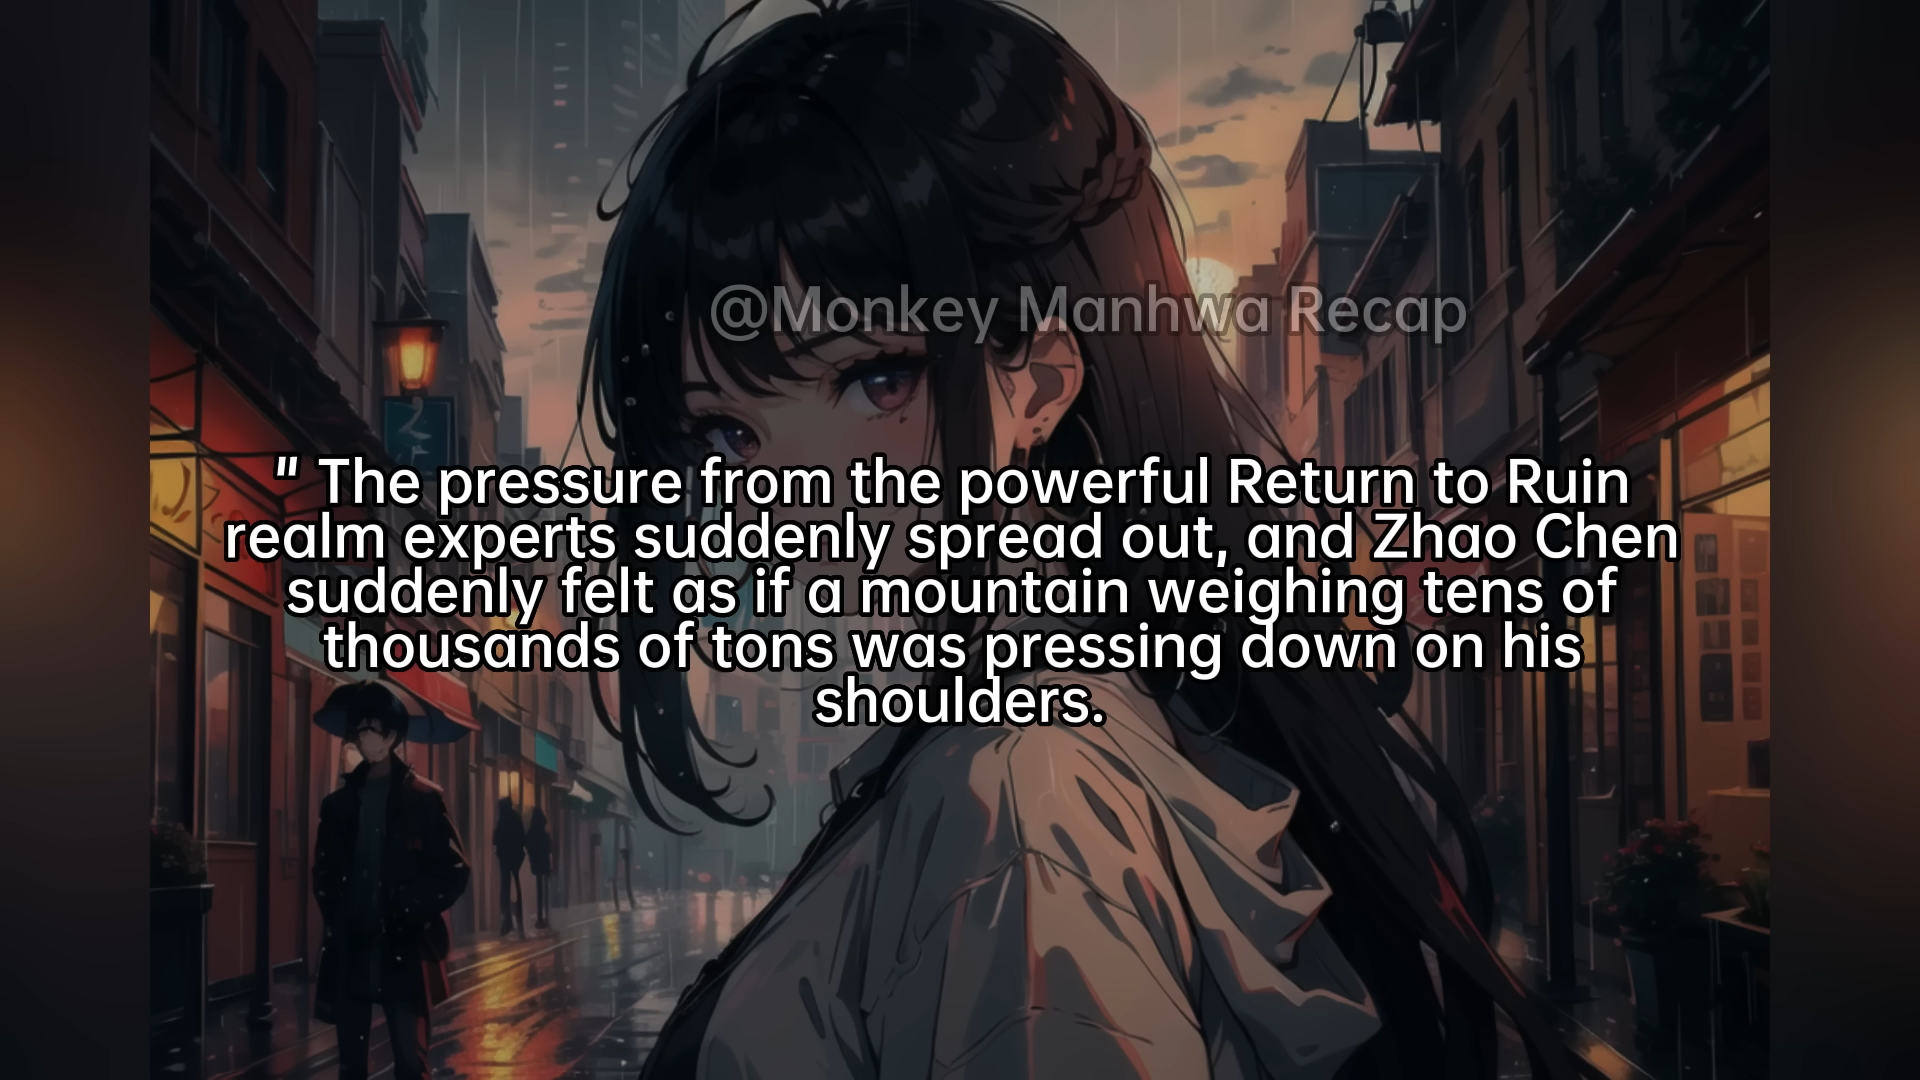 @Monkey Manhwa Recap
" The pressure from the powerful Return to Ruin
realm experts suddenly spread out, and Zhao Chen
suddenly felt as if a mountain weighing tens of
thousands of tons was pressing down on his
shoulders.